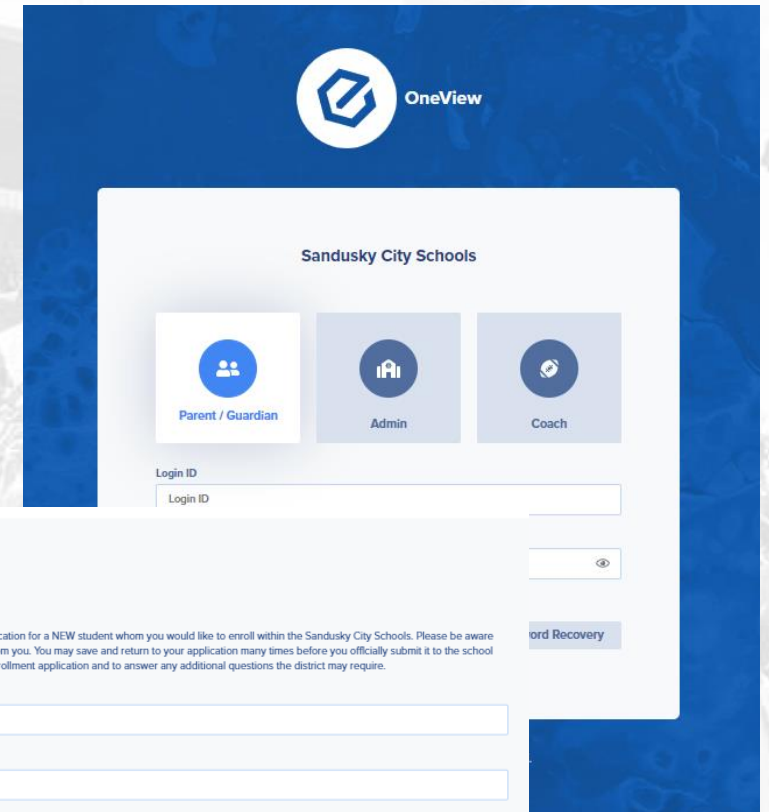 OneView
Sandusky City Schools
Parent / Guardian
Admin
Coach
Login ID
Login ID
Recovery
for a NEW student whom you would like to enroll within the Sandusky City Schools. Please be aware
you. You may save and return to your application many times before you officially submit it to the school
application and to answer any additional questions the district may require.